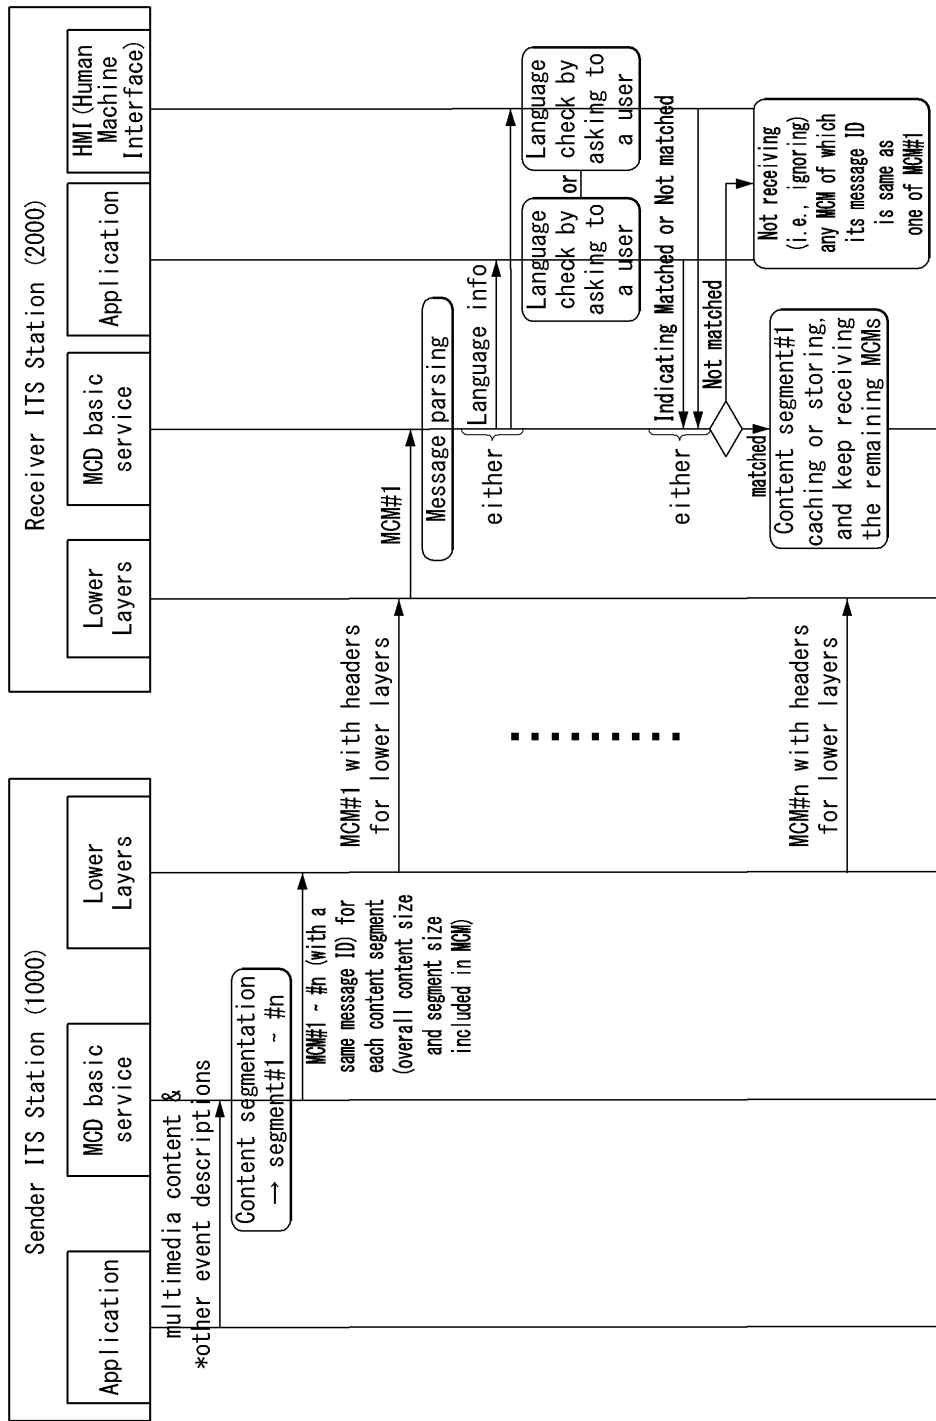 Sender ITS Station (1000)
Application
MCD basic
service
Lower
Layers
Receiver ITS Station (2000)
Lower
Layers
MCD basic
service
Application
HMI(Human
Machine
Interface)
multimedia content &
*other event descriptions
Content segmentation
→ segment#1 ~ #n
MCM#1 ~ #n (with a
same message ID) for
each content segment
(overall content size
and segment size
included in MCM)
MCM#1 with headers
for lower layers
MCM#1
Message parsing
Language info
either
Language
check by
asking to
a user
or
Language
check by
asking to
a user
Indicating Matched or Not matched
either
Not matched
matched
Content segment#1
caching or storing,
and keep receiving
the remaining MCMs
Not receiving
(i.e., ignoring)
any MCM of which
its message ID
is same as
one of MCM#1
MCM#n with headers
for lower layers